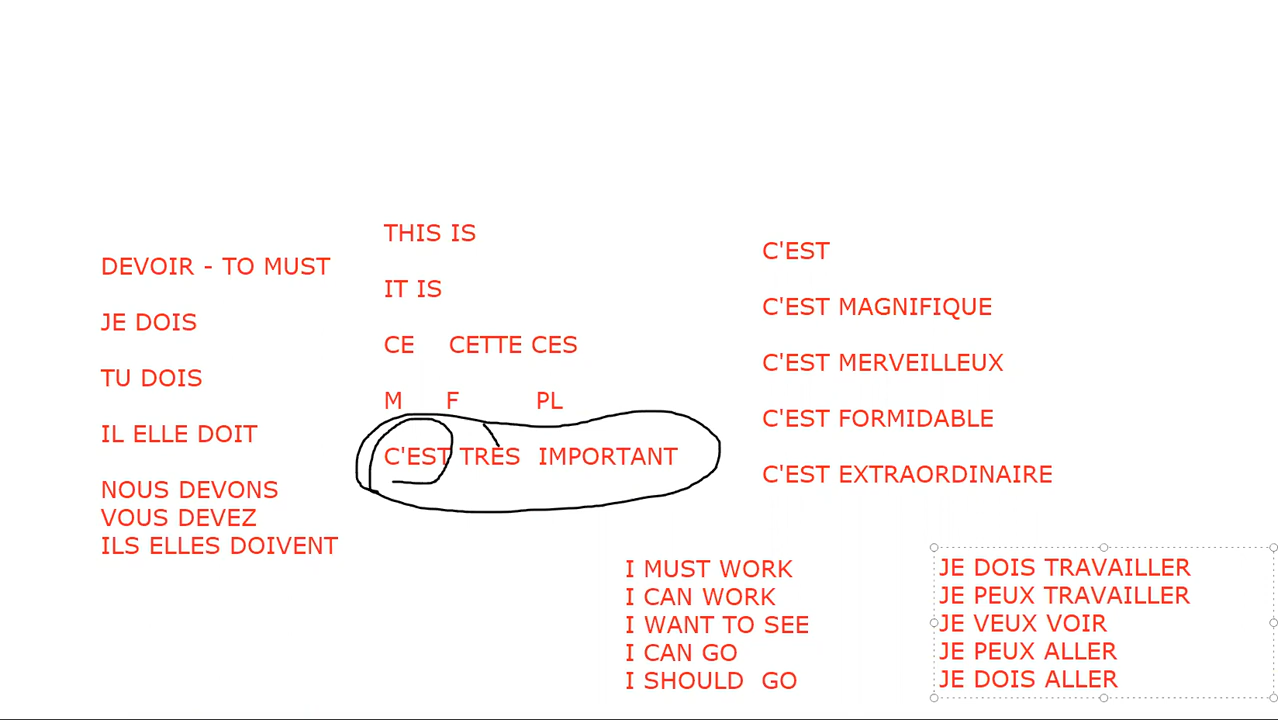 DEVOIR - TO MUST
JE DOIS
TU DOIS
IL ELLE DOIT
NOUS DEVONS
VOUS DEVEZ
ILS ELLES DOIVENT
THIS IS
IT IS
CE CETTE CES
M F PL
C'EST TRES IMPORTANT
C'EST
C'EST MAGNIFIQUE
C'EST MERVEILLEUX
C'EST FORMIDABLE
C'EST EXTRAORDINAIRE
I MUST WORK
I CAN WORK
I WANT TO SEE
I CAN GO
I SHOULD GO
JE DOIS TRAVAILLER
JE PEUX TRAVAILLER
JE VEUX VOIR
JE PEUX ALLER
JE DOIS ALLER